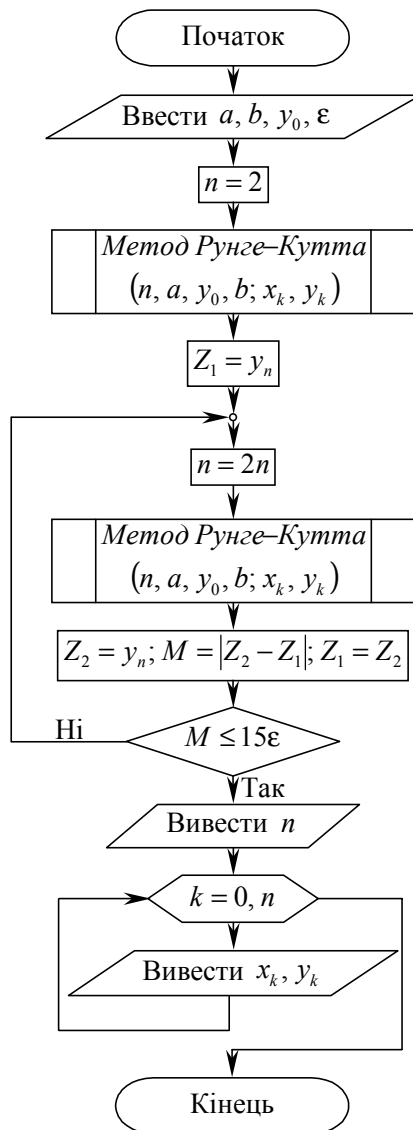 Початок
Ввести a, b, y₀, ε
n = 2
Метод Рунге–Кутта
(n, a, y₀, b; xₖ, yₖ)
Z₁ = yₙ
n = 2n
Метод Рунге–Кутта
(n, a, y₀, b; xₖ, yₖ)
Z₂ = yₙ; M = |Z₂ − Z₁|; Z₁ = Z₂
Ні
M ≤ 15ε
Так
Вивести n
k = 0, n
Вивести xₖ, yₖ
Кінець